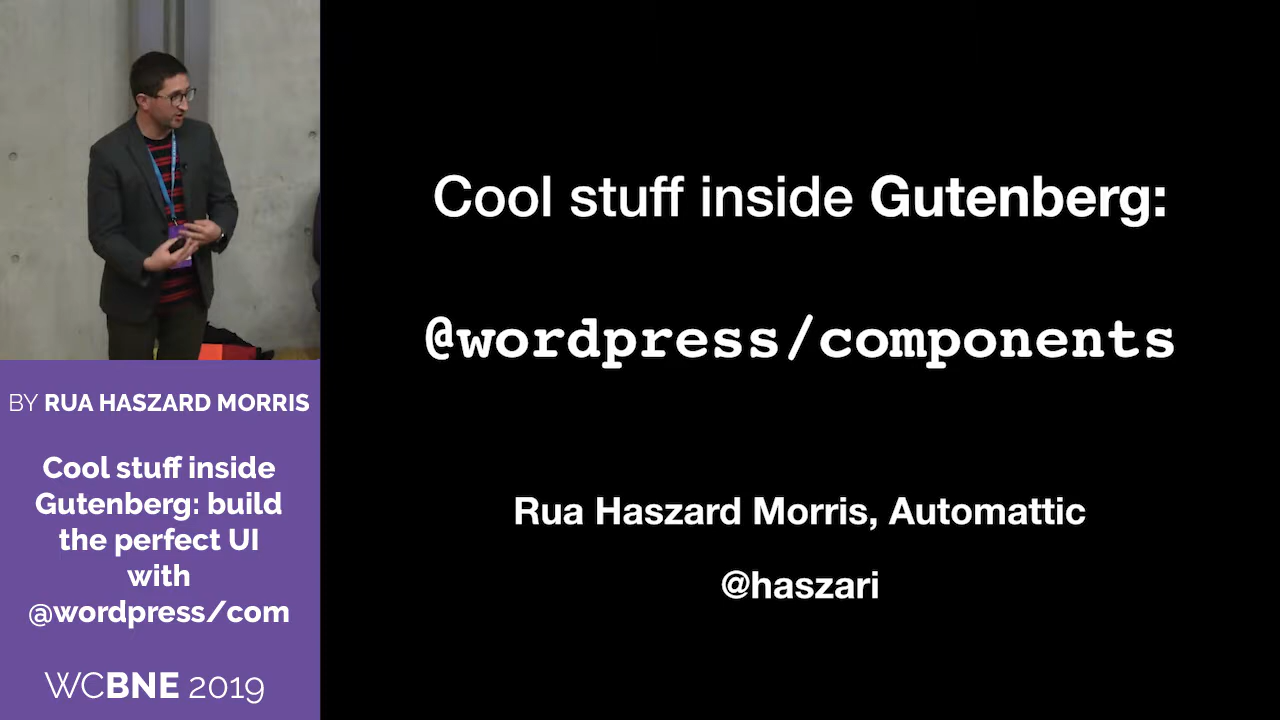 BY RUA HASZARD MORRIS
Cool stuff inside
Gutenberg: build
the perfect UI
with
@wordpress/com
WCBNE 2019
Cool stuff inside Gutenberg:
@wordpress/components
Rua Haszard Morris, Automattic
@haszari